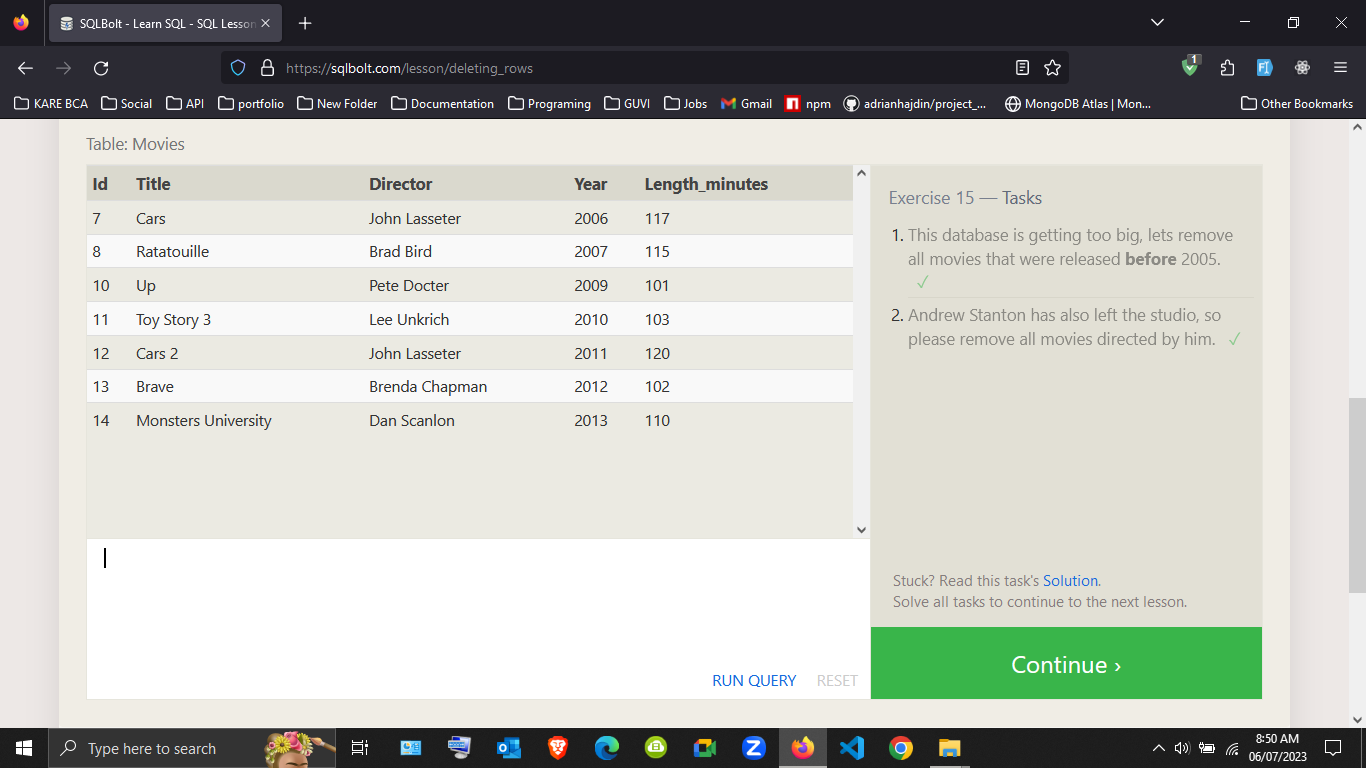 SQLBolt - Learn SQL - SQL Lesson
https://sqlbolt.com/lesson/deleting_rows
1
KARE BCA Social API portfolio New Folder Documentation Programing GUVI Jobs Gmail npm adrianhajdin/project_... MongoDB Atlas | Mon... Other Bookmarks
Table: Movies
Id Title Director Year Length_minutes
7 Cars John Lasseter 2006 117
8 Ratatouille Brad Bird 2007 115
10 Up Pete Docter 2009 101
11 Toy Story 3 Lee Unkrich 2010 103
12 Cars 2 John Lasseter 2011 120
13 Brave Brenda Chapman 2012 102
14 Monsters University Dan Scanlon 2013 110
RUN QUERY RESET
Exercise 15 — Tasks
1. This database is getting too big, lets remove
all movies that were released before 2005.
✓
2. Andrew Stanton has also left the studio, so
please remove all movies directed by him. ✓
Stuck? Read this task's Solution.
Solve all tasks to continue to the next lesson.
Continue ›
Type here to search
8:50 AM
06/07/2023